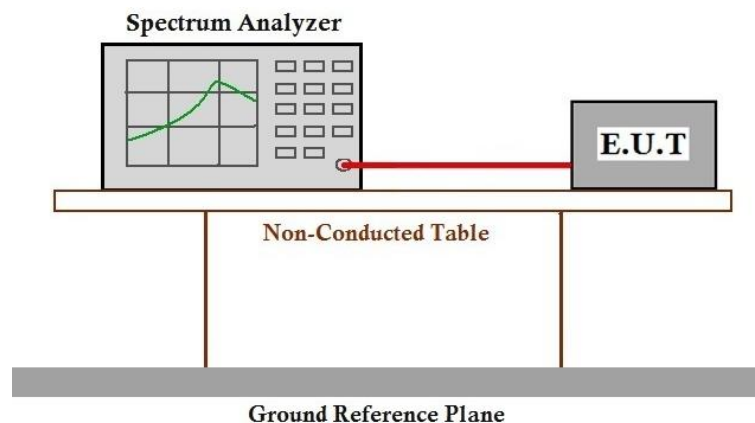 Spectrum Analyzer
E.U.T
Non-Conducted Table
Ground Reference Plane